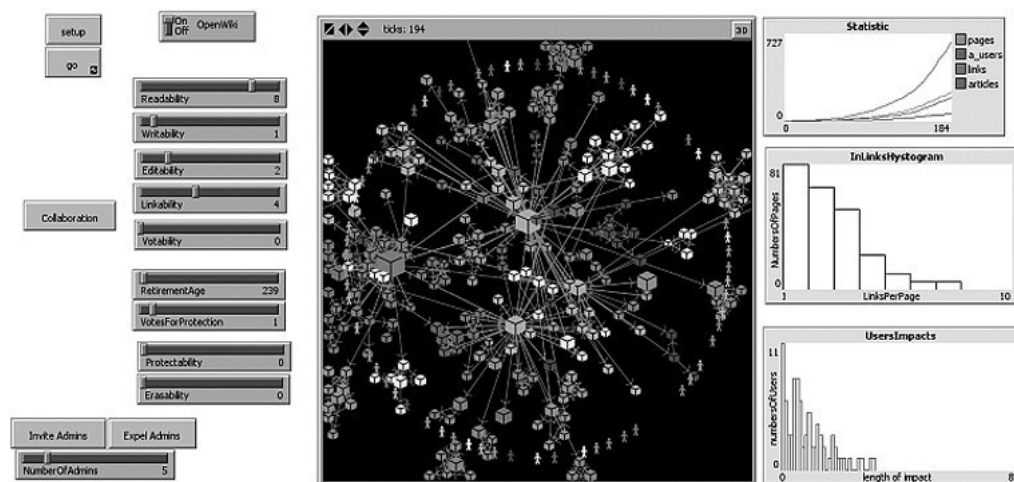 setup
go
On
Off
OpenWiki
Readability 8
Writability 1
Editability 2
Linkability 4
Votability 0
Collaboration
RetirementAge 239
VotesForProtection 1
Protectability 0
Erasability 0
Invite Admins
Expel Admins
NumberOfAdmins 5
ticks: 194
3D
Statistic
727
0
0 184
pages
a_users
links
articles
InLinksHystogram
81
NumbersOfPages
0
1 LinksPerPage 10
UsersImpacts
11
numbersOfUsers
0
0 length of impact 8